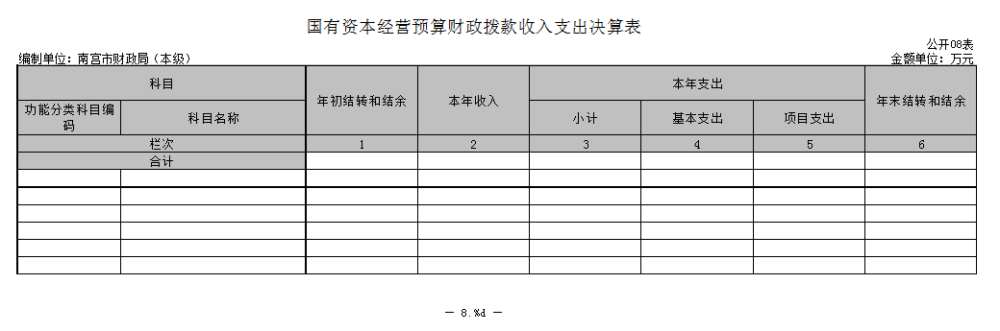 国有资本经营预算财政拨款收入支出决算表
公开08表
编制单位：南宫市财政局（本级）
金额单位：万元
科目
年初结转和结余
本年收入
本年支出
年末结转和结余
功能分类科目编
码
科目名称
小计
基本支出
项目支出
栏次
1
2
3
4
5
6
合计
— 8.%d —